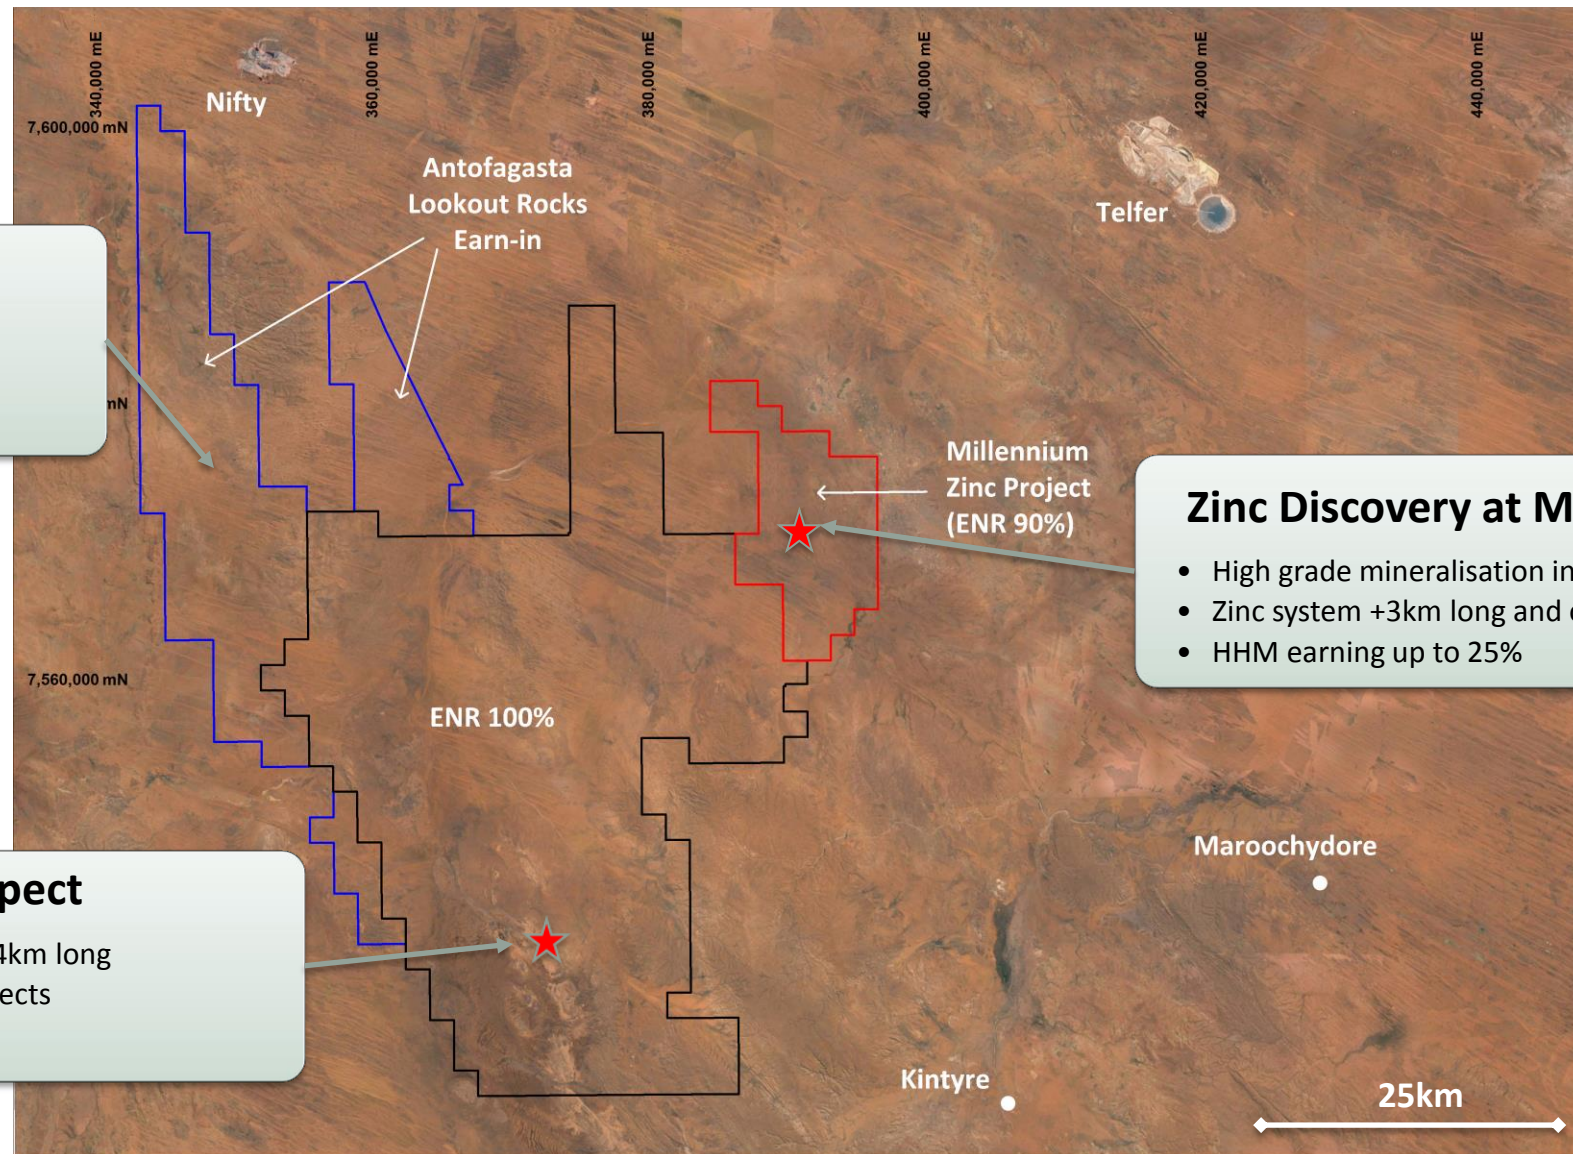 340,000 mE
360,000 mE
380,000 mE
400,000 mE
420,000 mE
440,000 mE
Nifty
7,600,000 mN
Antofagasta
Lookout Rocks
Earn-in
Telfer
mN
Millennium
Zinc Project
(ENR 90%)
Zinc Discovery at M
• High grade mineralisation in
• Zinc system +3km long and
• HHM earning up to 25%
7,560,000 mN
ENR 100%
Maroochydore
pect
4km long
ects
Kintyre
25km